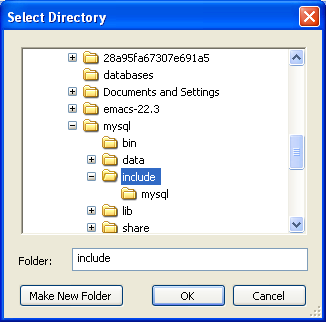 Select Directory
28a95fa67307e691a5
databases
Documents and Settings
emacs-22.3
mysql
bin
data
include
mysql
lib
share
Folder: include
Make New Folder OK Cancel